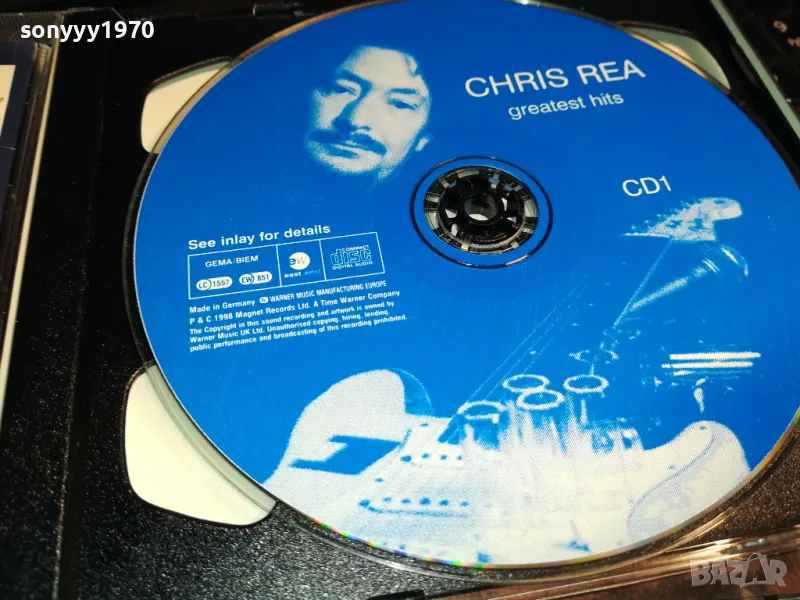 sonyyy1970
CHRIS REA
greatest hits
CD1
See inlay for details
GEMA/BIEM
LC 1557
EW 851
ew
east west
COMPACT
disc
DIGITAL AUDIO
Made in Germany W WARNER MUSIC MANUFACTURING EUROPE
P & C 1998 Magnet Records Ltd. A Time Warner Company
The Copyright in this sound recording and artwork is owned by
Warner Music UK Ltd. Unauthorised copying, hiring, lending,
public performance and broadcasting of this recording prohibited.
BAZAR